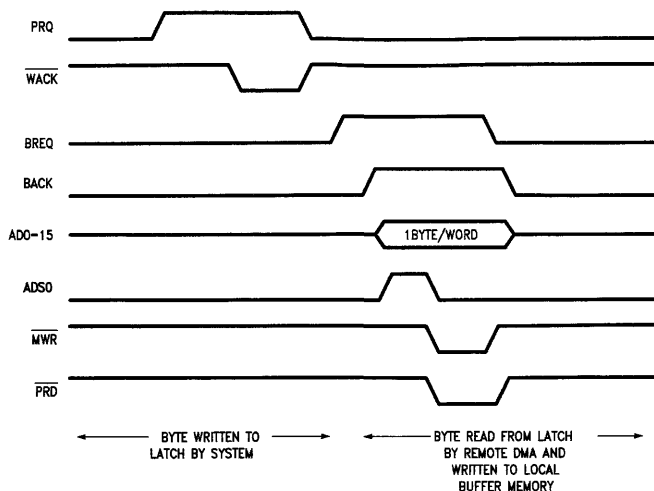 PRQ
WACK
BREQ
BACK
AD0-15
1BYTE/WORD
ADS0
MWR
PRD
BYTE WRITTEN TO
LATCH BY SYSTEM
BYTE READ FROM LATCH
BY REMOTE DMA AND
WRITTEN TO LOCAL
BUFFER MEMORY